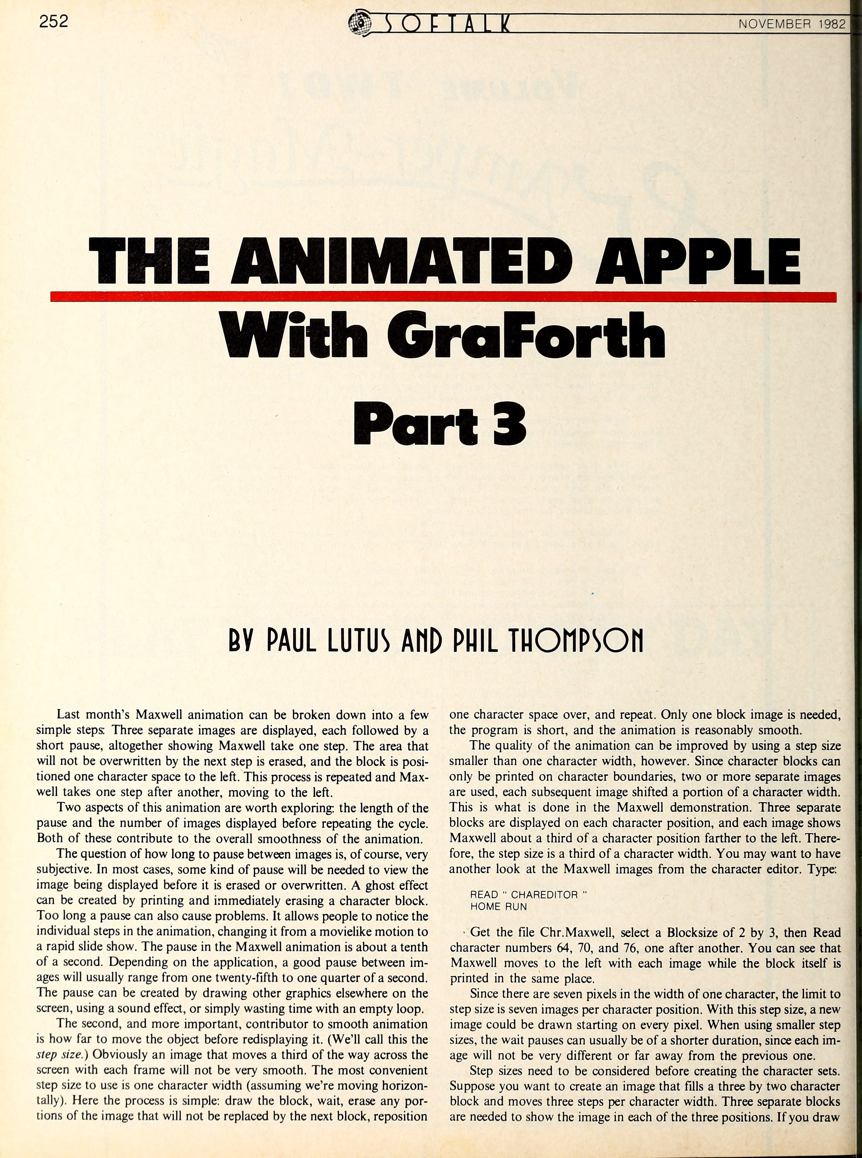 252
SOFTALK
NOVEMBER 1982
THE ANIMATED APPLE
With GraForth
Part 3
BY PAUL LUTUS AND PHIL THOMPSON
Last month's Maxwell animation can be broken down into a few
simple steps: Three separate images are displayed, each followed by a
short pause, altogether showing Maxwell take one step. The area that
will not be overwritten by the next step is erased, and the block is posi-
tioned one character space to the left. This process is repeated and Max-
well takes one step after another, moving to the left.
Two aspects of this animation are worth exploring: the length of the
pause and the number of images displayed before repeating the cycle.
Both of these contribute to the overall smoothness of the animation.
The question of how long to pause between images is, of course, very
subjective. In most cases, some kind of pause will be needed to view the
image being displayed before it is erased or overwritten. A ghost effect
can be created by printing and immediately erasing a character block.
Too long a pause can also cause problems. It allows people to notice the
individual steps in the animation, changing it from a movielike motion to
a rapid slide show. The pause in the Maxwell animation is about a tenth
of a second. Depending on the application, a good pause between im-
ages will usually range from one twenty-fifth to one quarter of a second.
The pause can be created by drawing other graphics elsewhere on the
screen, using a sound effect, or simply wasting time with an empty loop.
The second, and more important, contributor to smooth animation
is how far to move the object before redisplaying it. (We'll call this the
step size.) Obviously an image that moves a third of the way across the
screen with each frame will not be very smooth. The most convenient
step size to use is one character width (assuming we're moving horizon-
tally). Here the process is simple: draw the block, wait, erase any por-
tions of the image that will not be replaced by the next block, reposition
one character space over, and repeat. Only one block image is needed,
the program is short, and the animation is reasonably smooth.
The quality of the animation can be improved by using a step size
smaller than one character width, however. Since character blocks can
only be printed on character boundaries, two or more separate images
are used, each subsequent image shifted a portion of a character width.
This is what is done in the Maxwell demonstration. Three separate
blocks are displayed on each character position, and each image shows
Maxwell about a third of a character position farther to the left. There-
fore, the step size is a third of a character width. You may want to have
another look at the Maxwell images from the character editor. Type:
READ " CHAREDITOR "
HOME RUN
Get the file Chr.Maxwell, select a Blocksize of 2 by 3, then Read
character numbers 64, 70, and 76, one after another. You can see that
Maxwell moves to the left with each image while the block itself is
printed in the same place.
Since there are seven pixels in the width of one character, the limit to
step size is seven images per character position. With this step size, a new
image could be drawn starting on every pixel. When using smaller step
sizes, the wait pauses can usually be of a shorter duration, since each im-
age will not be very different or far away from the previous one.
Step sizes need to be considered before creating the character sets.
Suppose you want to create an image that fills a three by two character
block and moves three steps per character width. Three separate blocks
are needed to show the image in each of the three positions. If you draw